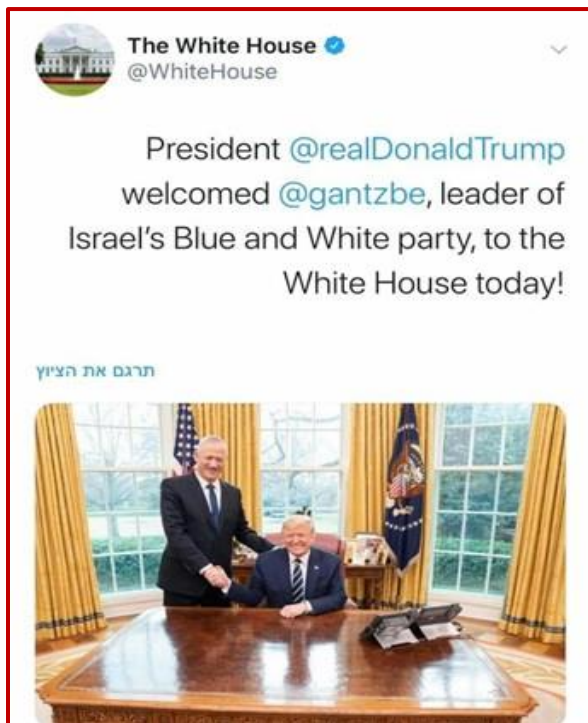 The White House
@WhiteHouse
President @realDonaldTrump
welcomed @gantzbe, leader of
Israel's Blue and White party, to the
White House today!
תרגם את הציוץ